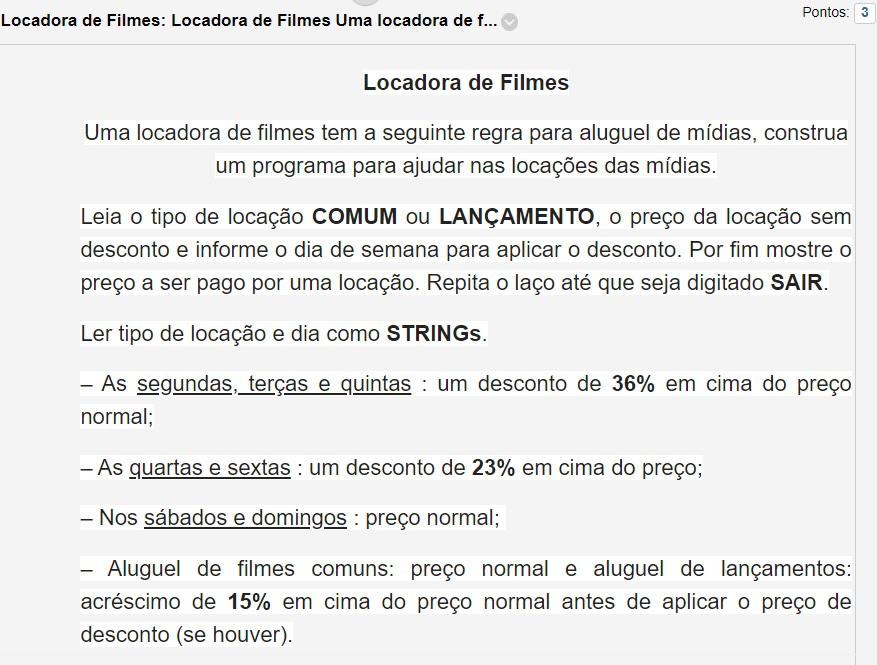 Locadora de Filmes: Locadora de Filmes Uma locadora de f...
Pontos: 3
Locadora de Filmes
Uma locadora de filmes tem a seguinte regra para aluguel de mídias, construa
um programa para ajudar nas locações das mídias.
Leia o tipo de locação COMUM ou LANÇAMENTO, o preço da locação sem
desconto e informe o dia de semana para aplicar o desconto. Por fim mostre o
preço a ser pago por uma locação. Repita o laço até que seja digitado SAIR.
Ler tipo de locação e dia como STRINGs.
– As segundas, terças e quintas : um desconto de 36% em cima do preço
normal;
– As quartas e sextas : um desconto de 23% em cima do preço;
– Nos sábados e domingos : preço normal;
– Aluguel de filmes comuns: preço normal e aluguel de lançamentos:
acréscimo de 15% em cima do preço normal antes de aplicar o preço de
desconto (se houver).